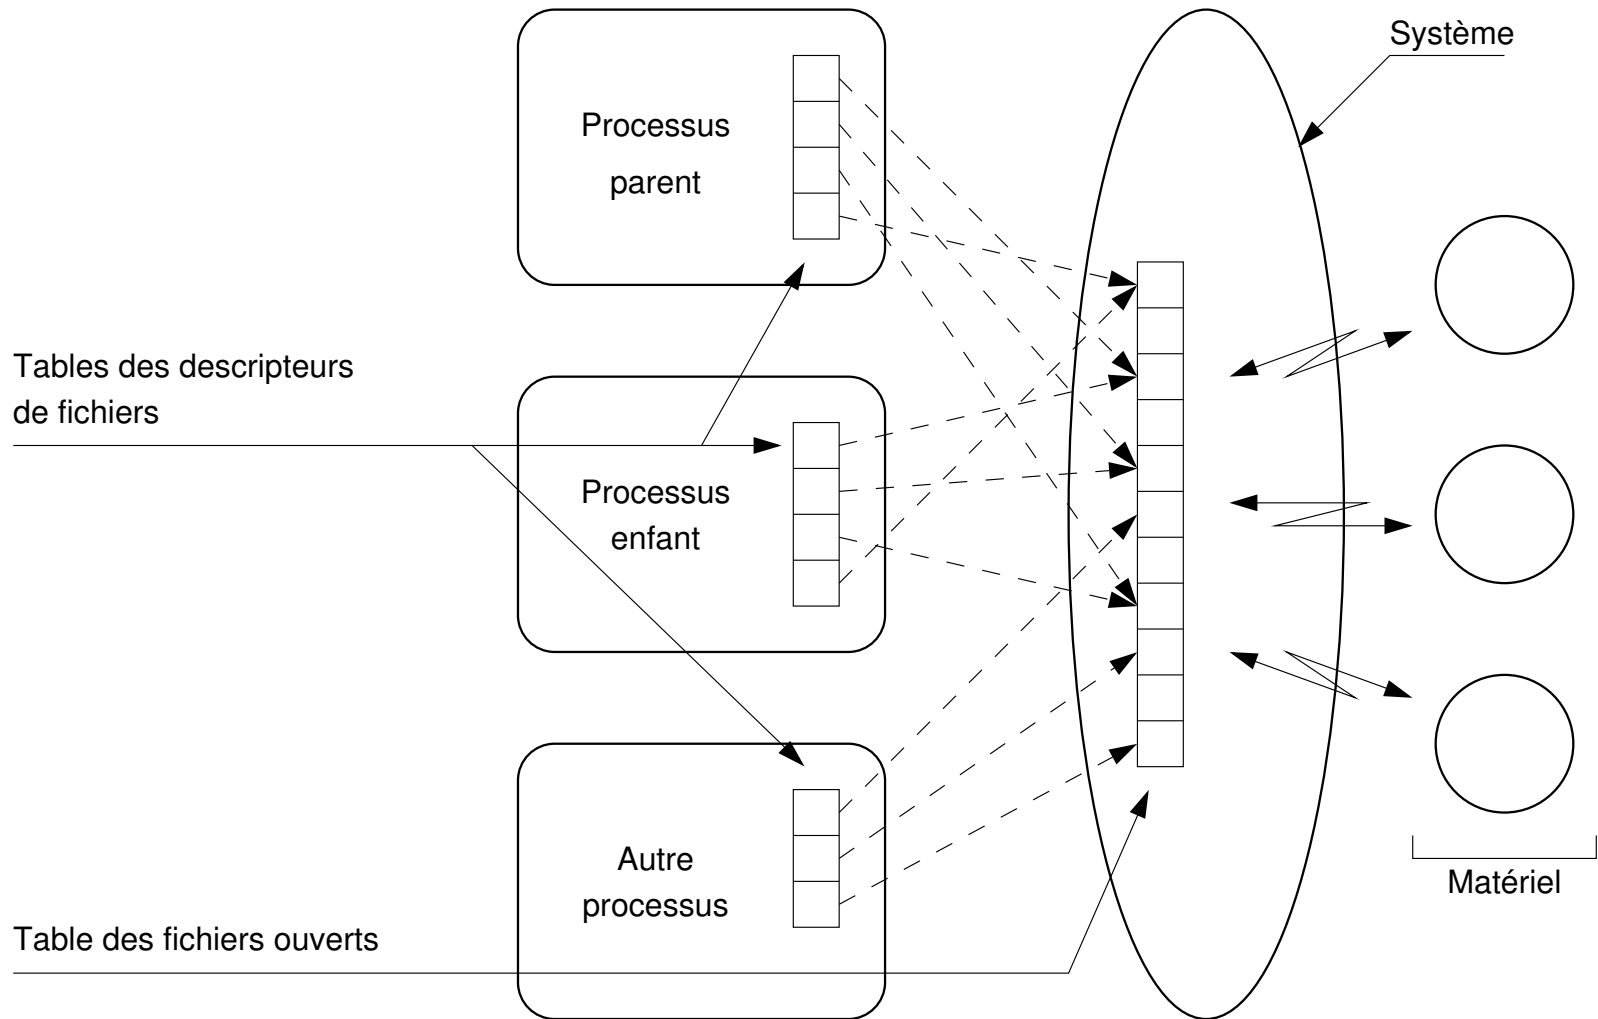 Système
Processus
parent
Tables des descripteurs
de fichiers
Processus
enfant
Autre
processus
Matériel
Table des fichiers ouverts